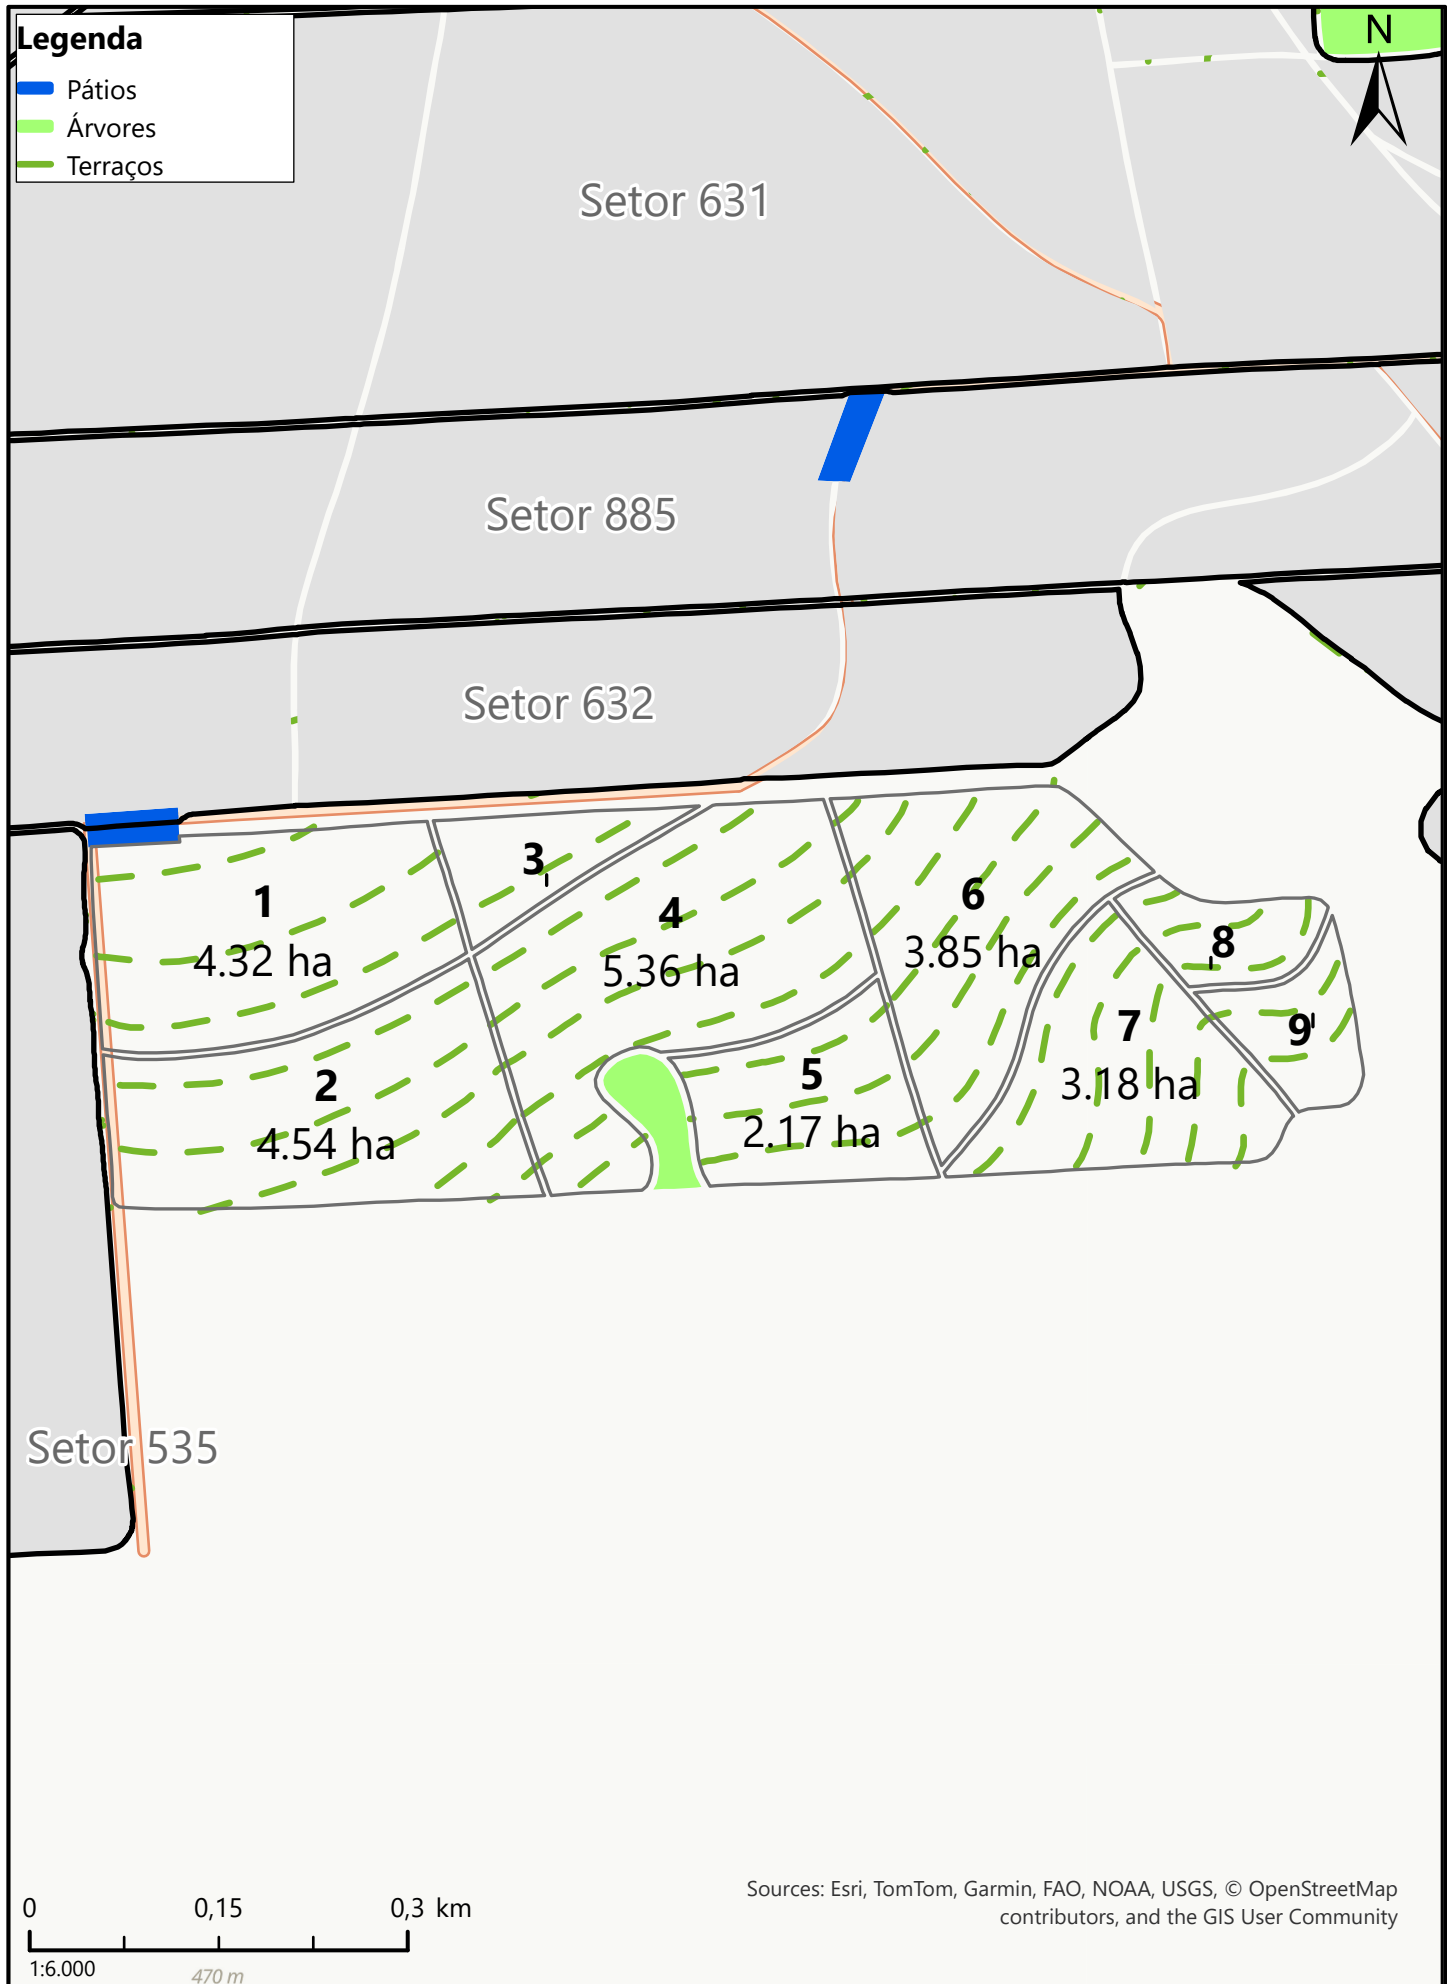 Legenda
Pátios
Árvores
Terraços
N
Setor 631
Setor 885
Setor 632
3
1
4.32 ha
4
5.36 ha
6
3.85 ha
8
7
3.18 ha
9
2
4.54 ha
5
2.17 ha
Setor 535
0 0,15 0,3 km
1:6.000
470 m
Sources: Esri, TomTom, Garmin, FAO, NOAA, USGS, © OpenStreetMap
contributors, and the GIS User Community